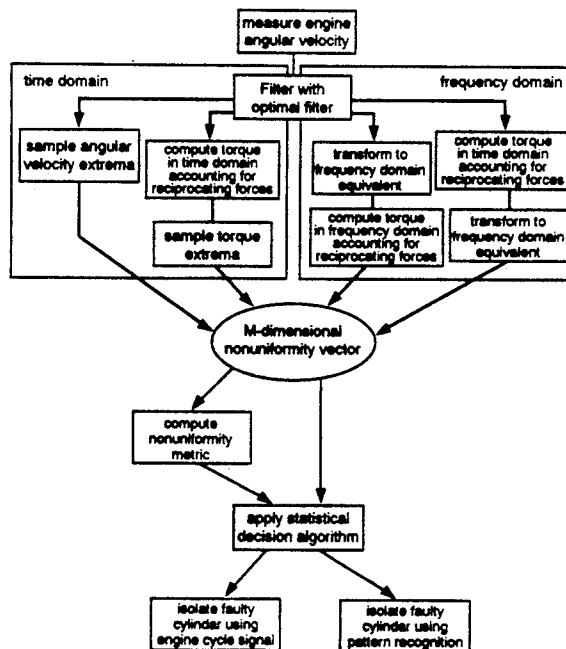 measure engine
angular velocity
time domain
frequency domain
Filter with
optimal filter
sample angular
velocity extrema
compute torque
in time domain
accounting for
reciprocating forces
sample torque
extrema
transform to
frequency domain
equivalent
compute torque
in frequency domain
accounting for
reciprocating forces
compute torque
in time domain
accounting for
reciprocating forces
transform to
frequency domain
equivalent
M-dimensional
nonuniformity
vector
compute
nonuniformity
metric
apply statistical
decision algorithm
isolate faulty
cylindar using
engine cycle signal
isolate faulty
cylindar using
pattern recognition